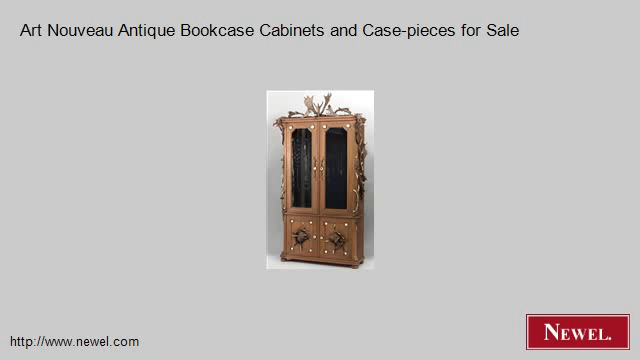 Art Nouveau Antique Bookcase Cabinets and Case-pieces for Sale
http://www.newel.com
NEWEL.